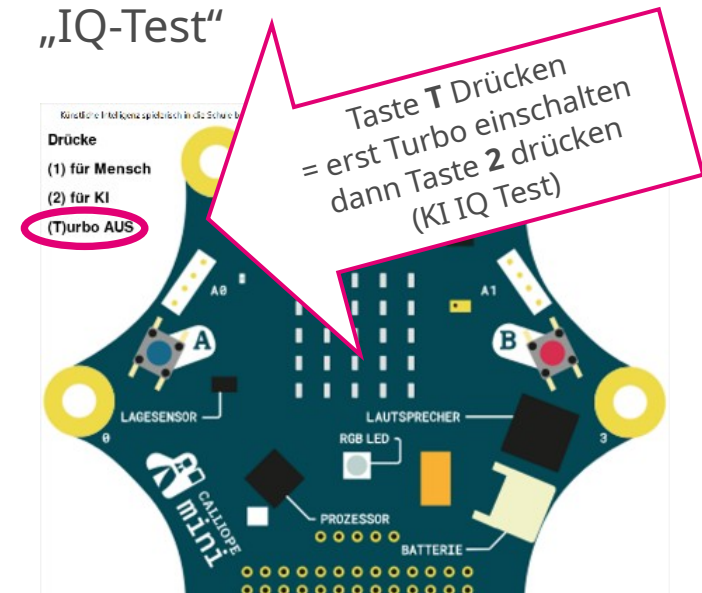 „IQ-Test“
Künstliche Intelligenz spielerisch in die Schule b
Drücke
(1) für Mensch
(2) für KI
(T)urbo AUS
Taste T Drücken
= erst Turbo einschalten
dann Taste 2 drücken
(KI IQ Test)
A0
A1
A
B
LAGESENSOR
LAUTSPRECHER
RGB LED
0
3
CALLIOPE
mini
PROZESSOR
BATTERIE